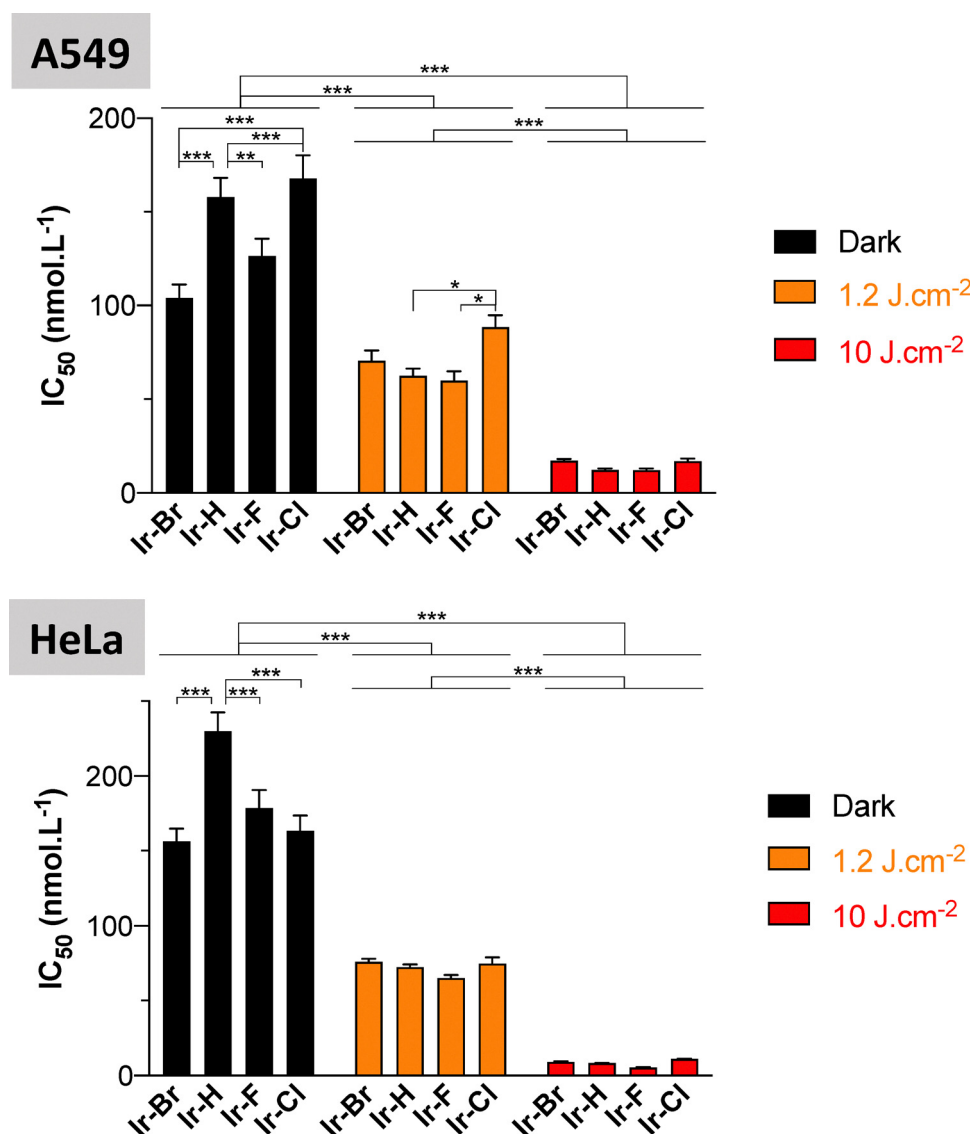 A549
***
***
***
***
***
*** **
*
*
200
100
0
IC50 (nmol.L-1)
Ir-Br Ir-H Ir-F Ir-Cl Ir-Br Ir-H Ir-F Ir-Cl Ir-Br Ir-H Ir-F Ir-Cl
Dark
1.2 J.cm-2
10 J.cm-2
HeLa
***
***
***
***
*** ***
200
100
0
IC50 (nmol.L-1)
Ir-Br Ir-H Ir-F Ir-Cl Ir-Br Ir-H Ir-F Ir-Cl Ir-Br Ir-H Ir-F Ir-Cl
Dark
1.2 J.cm-2
10 J.cm-2